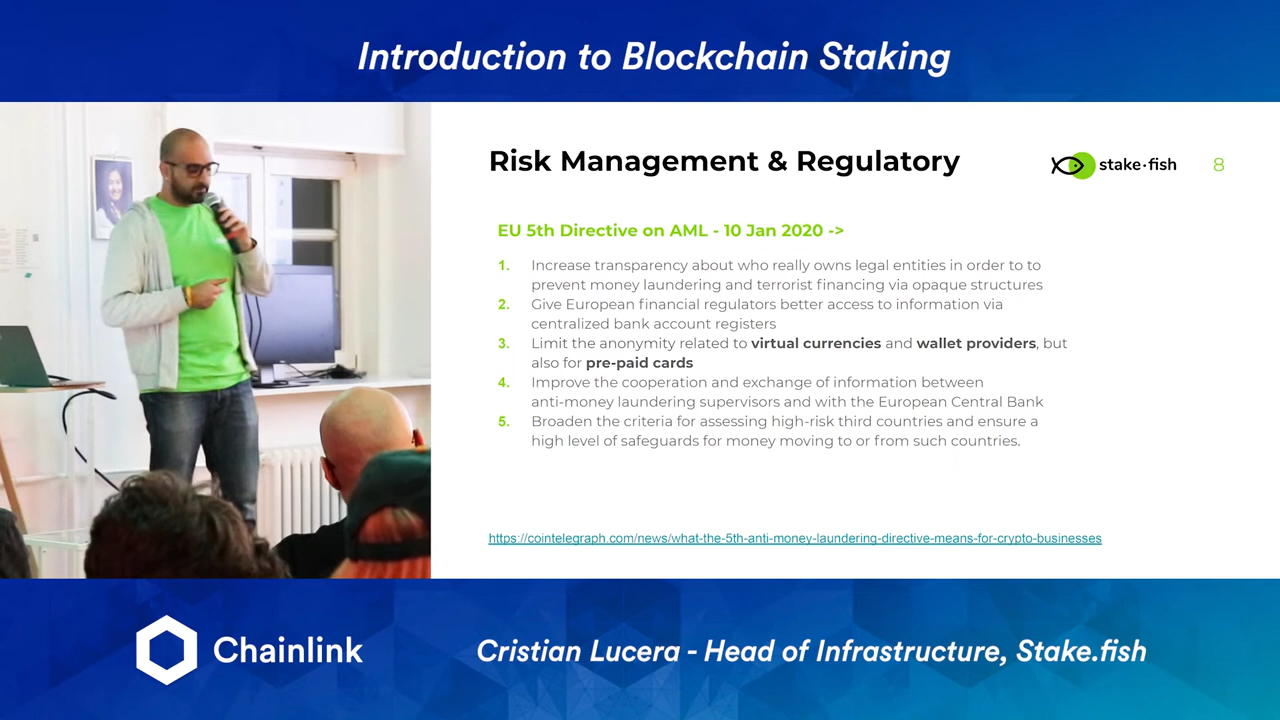 Introduction to Blockchain Staking
Risk Management & Regulatory
stake·fish
8
EU 5th Directive on AML - 10 Jan 2020 ->
1. Increase transparency about who really owns legal entities in order to to
prevent money laundering and terrorist financing via opaque structures
2. Give European financial regulators better access to information via
centralized bank account registers
3. Limit the anonymity related to virtual currencies and wallet providers, but
also for pre-paid cards
4. Improve the cooperation and exchange of information between
anti-money laundering supervisors and with the European Central Bank
5. Broaden the criteria for assessing high-risk third countries and ensure a
high level of safeguards for money moving to or from such countries.
https://cointelegraph.com/news/what-the-5th-anti-money-laundering-directive-means-for-crypto-businesses
Chainlink
Cristian Lucera - Head of Infrastructure, Stake.fish